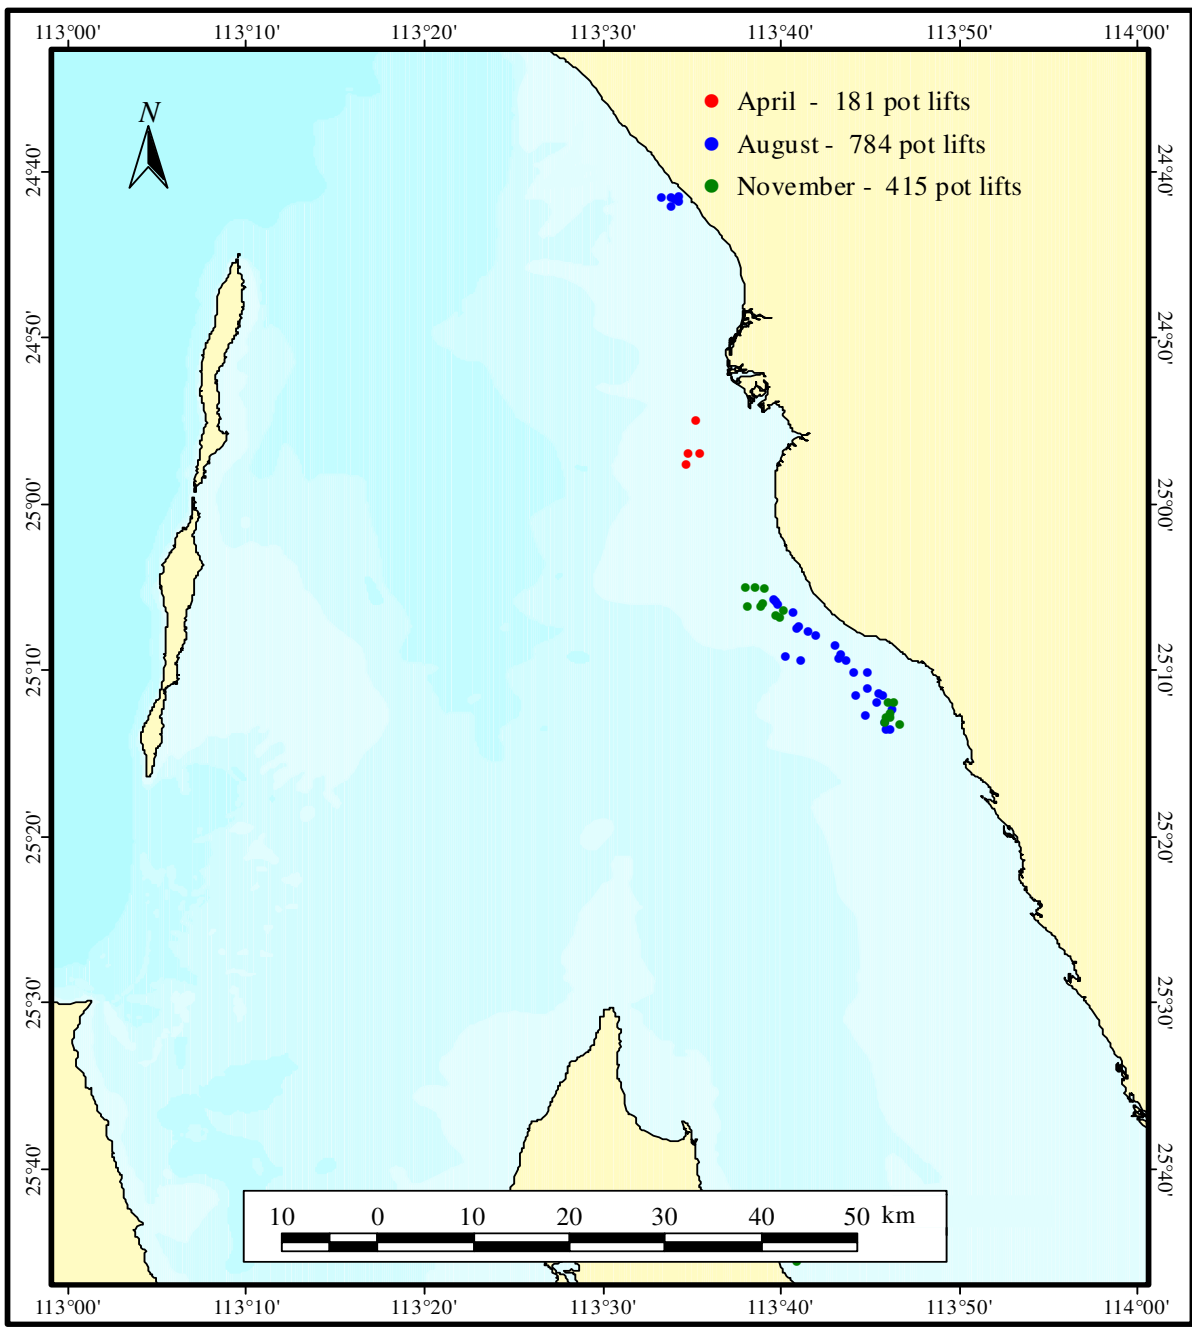 113°00' 113°10' 113°20' 113°30' 113°40' 113°50' 114°00'
N
April - 181 pot lifts
August - 784 pot lifts
November - 415 pot lifts
24°40' 24°40'
24°50' 24°50'
25°00' 25°00'
25°10' 25°10'
25°20' 25°20'
25°30' 25°30'
25°40' 25°40'
10 0 10 20 30 40 50 km
113°00' 113°10' 113°20' 113°30' 113°40' 113°50' 114°00'